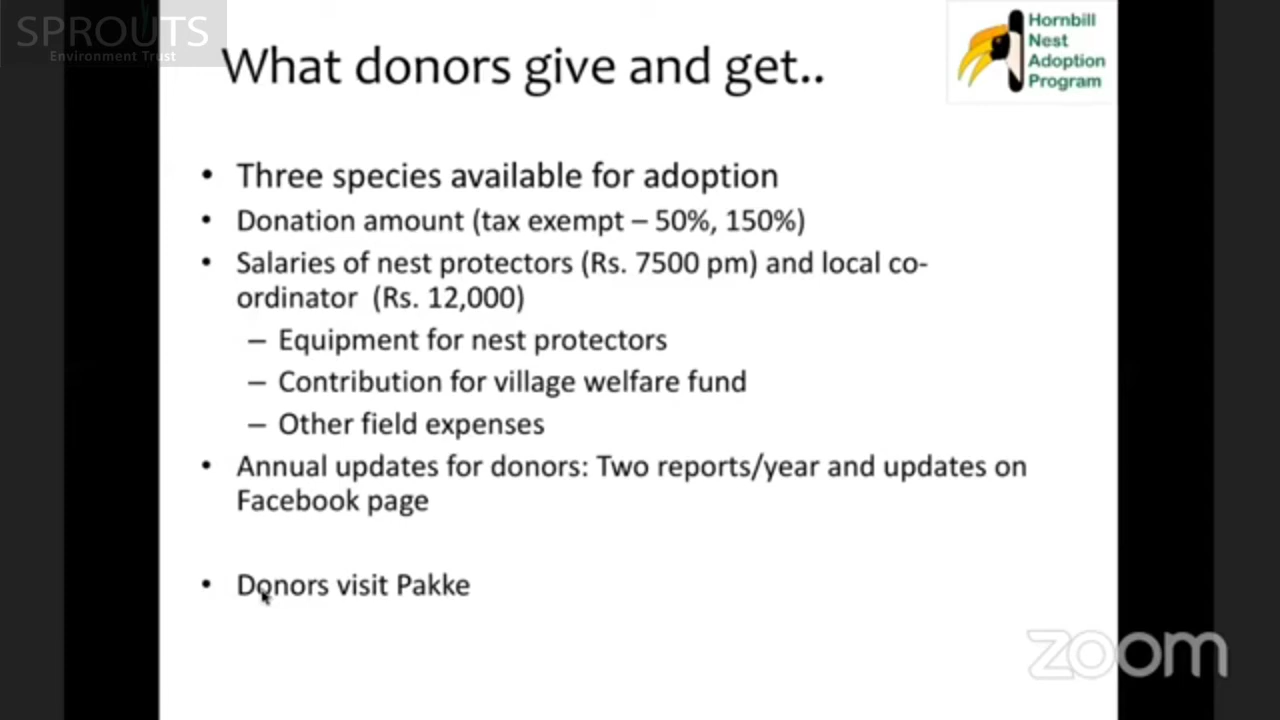 SPROUTS
Environment Trust
What donors give and get..
Hornbill
Nest
Adoption
Program
• Three species available for adoption
• Donation amount (tax exempt – 50%, 150%)
• Salaries of nest protectors (Rs. 7500 pm) and local co-
ordinator (Rs. 12,000)
– Equipment for nest protectors
– Contribution for village welfare fund
– Other field expenses
• Annual updates for donors: Two reports/year and updates on
Facebook page
• Donors visit Pakke
zoom